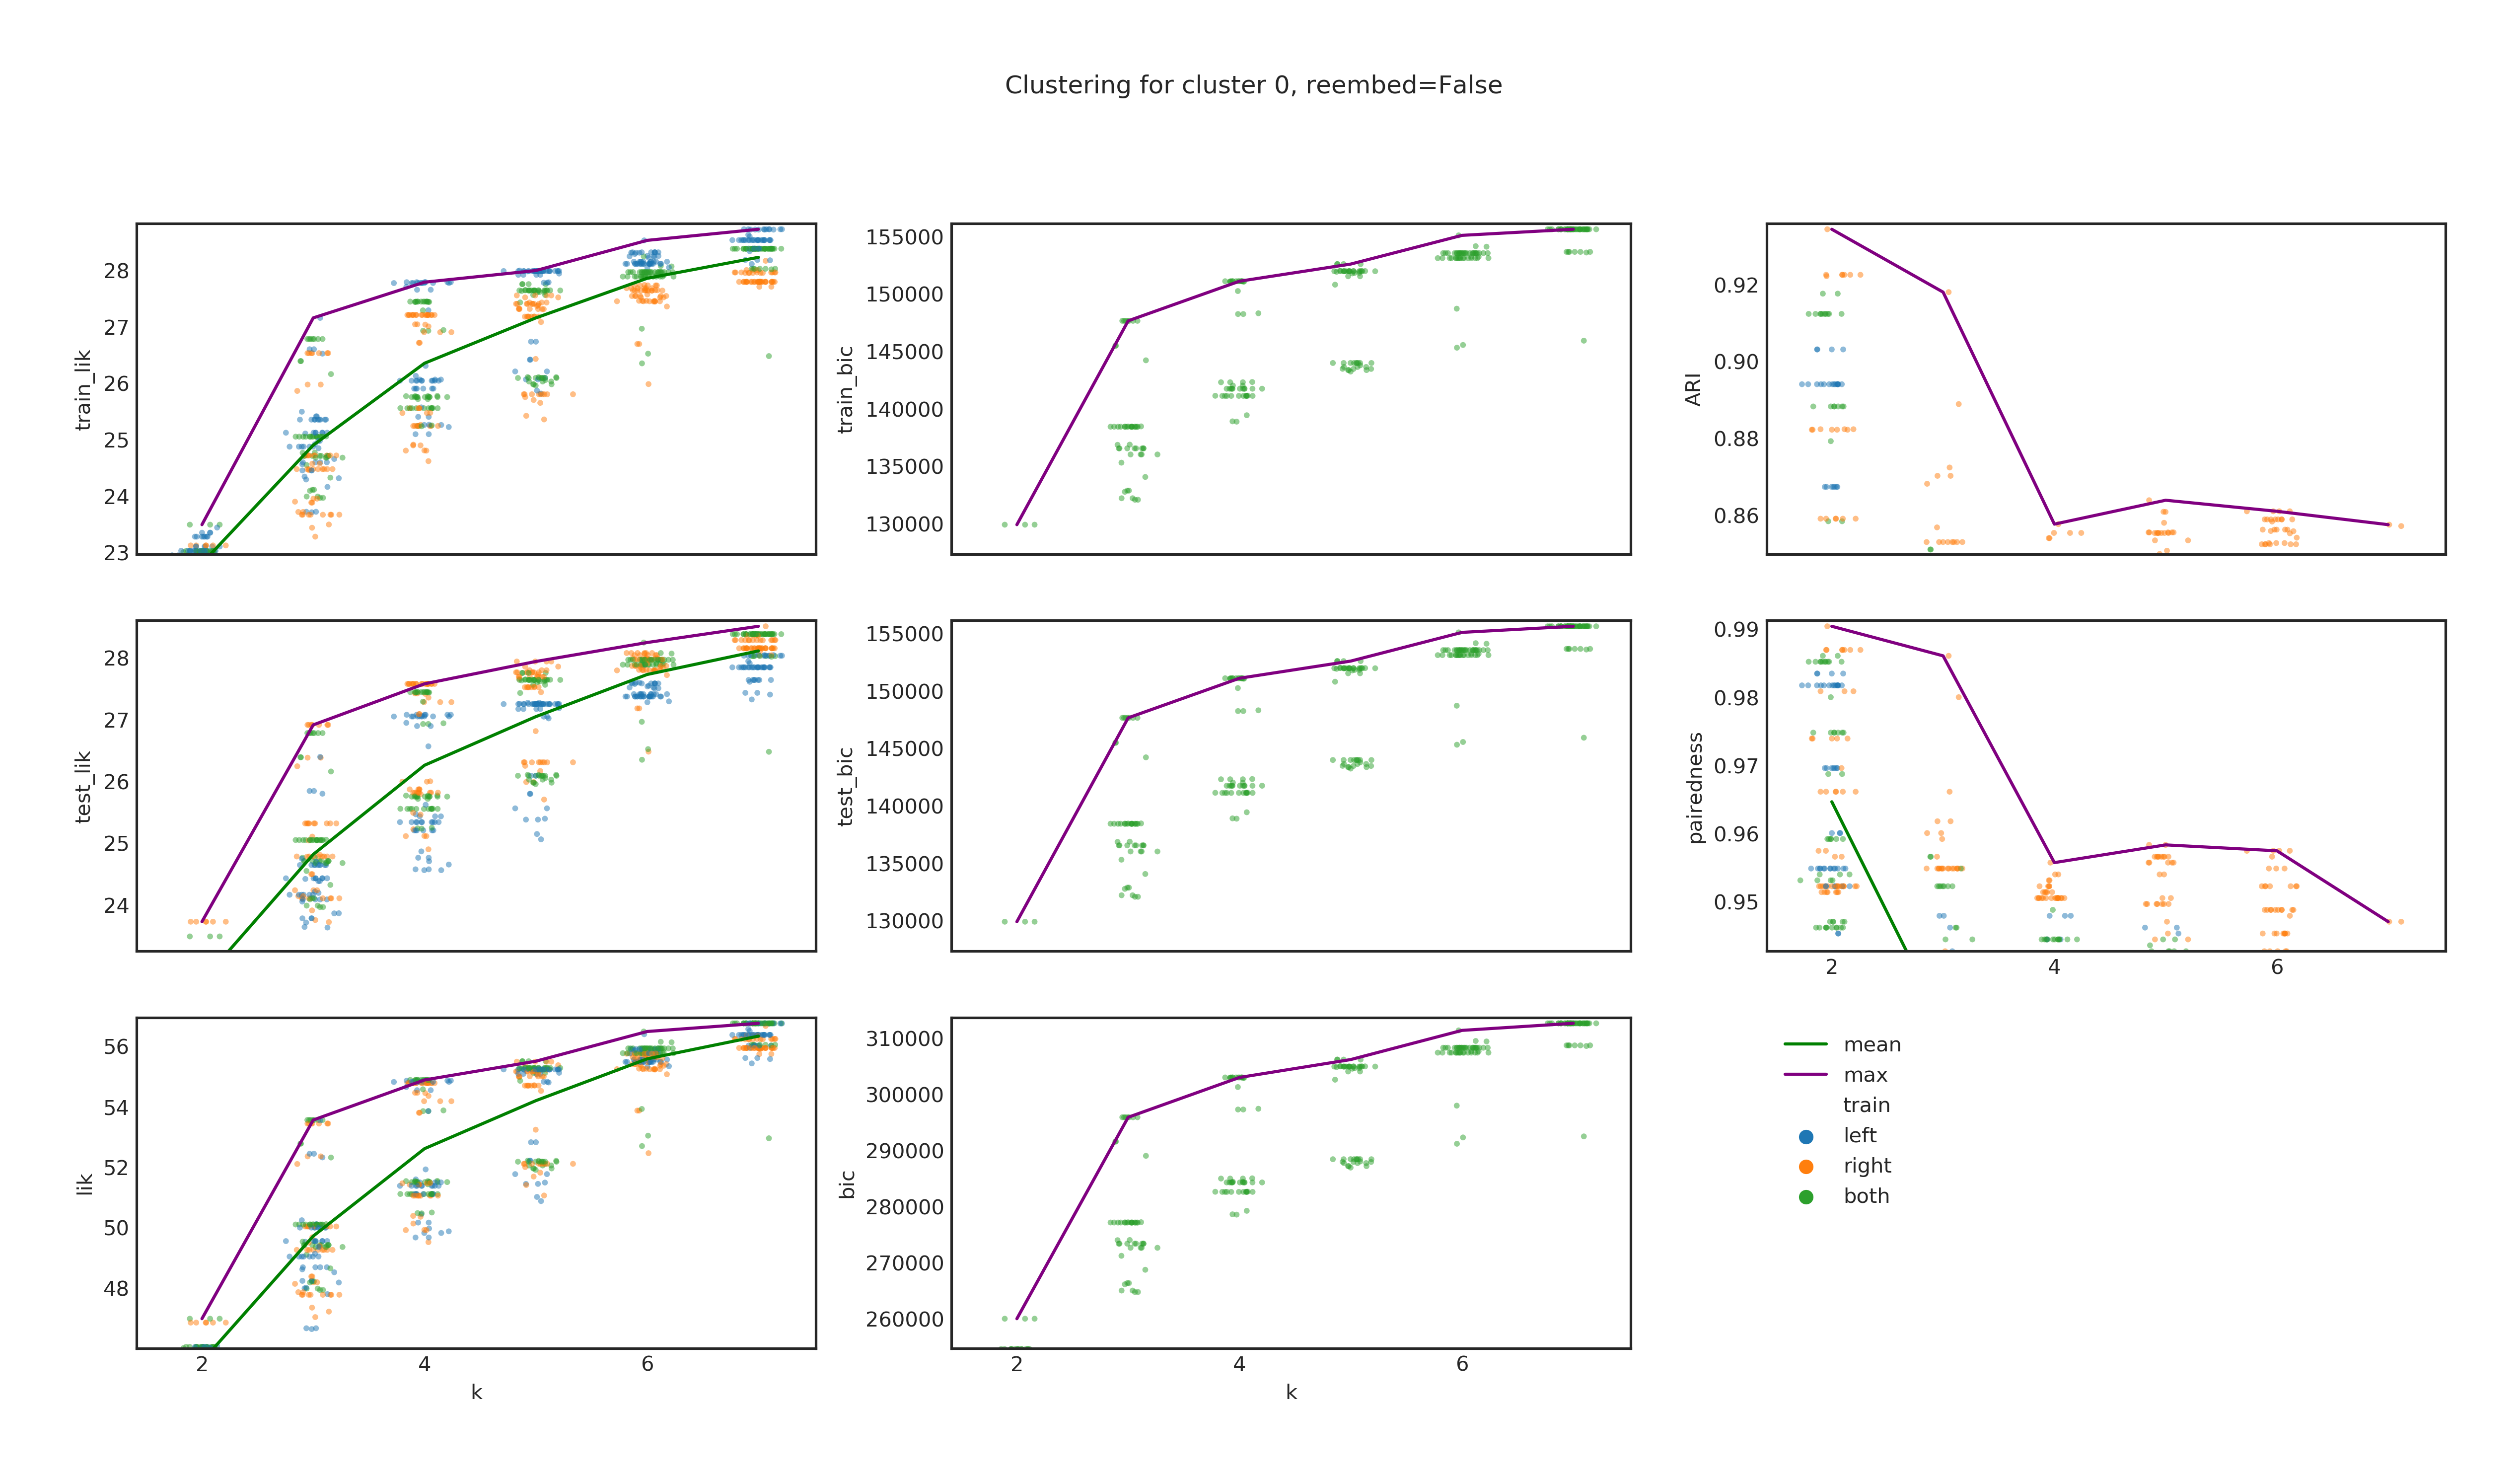 Clustering for cluster 0, reembed=False
train_lik
28
27
26
25
24
23
train_bic
155000
150000
145000
140000
135000
130000
ARI
0.92
0.90
0.88
0.86
test_lik
28
27
26
25
24
test_bic
155000
150000
145000
140000
135000
130000
pairedness
0.99
0.98
0.97
0.96
0.95
2 4 6
lik
56
54
52
50
48
2 4 6
k
bic
310000
300000
290000
280000
270000
260000
2 4 6
k
mean
max
train
left
right
both